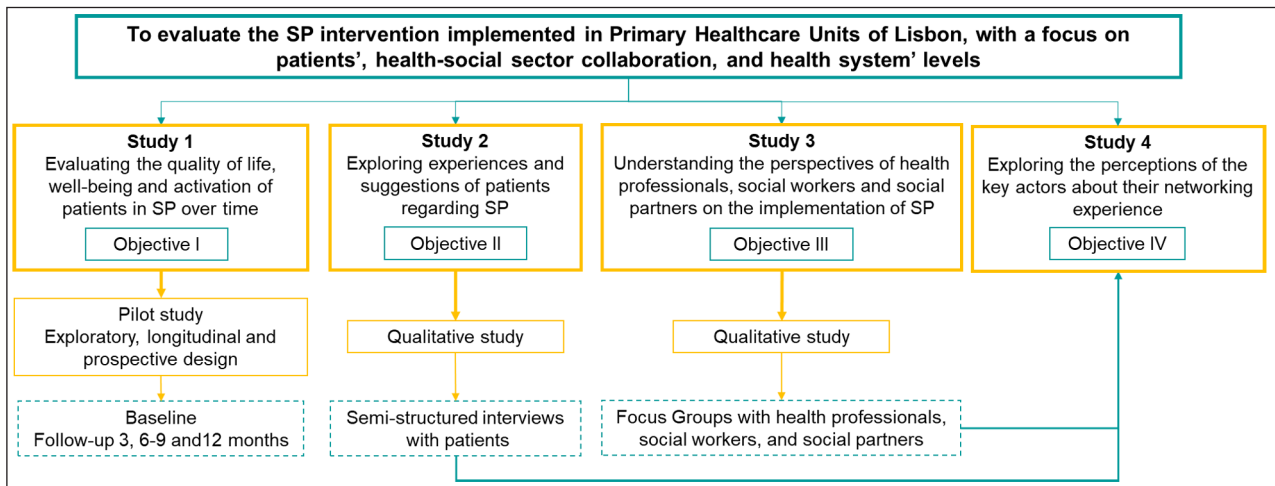 To evaluate the SP intervention implemented in Primary Healthcare Units of Lisbon, with a focus on
patients’, health-social sector collaboration, and health system’ levels
Study 1
Evaluating the quality of life,
well-being and activation of
patients in SP over time
Objective I
Study 2
Exploring experiences and
suggestions of patients
regarding SP
Objective II
Study 3
Understanding the perspectives of health
professionals, social workers and social
partners on the implementation of SP
Objective III
Study 4
Exploring the perceptions of the
key actors about their networking
experience
Objective IV
Pilot study
Exploratory, longitudinal and
prospective design
Qualitative study
Qualitative study
Baseline
Follow-up 3, 6-9 and12 months
Semi-structured interviews
with patients
Focus Groups with health professionals,
social workers, and social partners